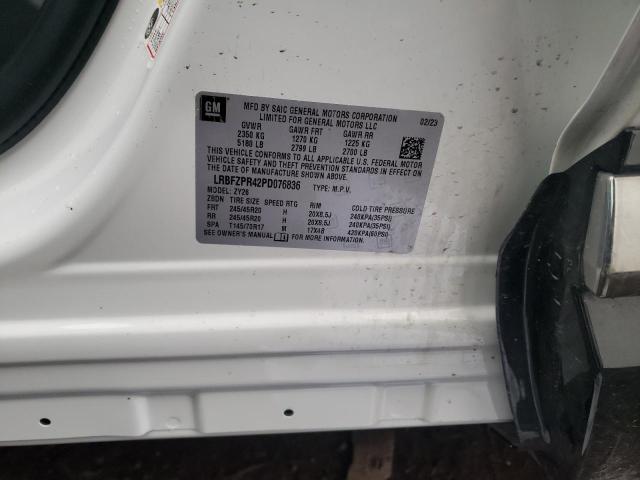 GM
MFD BY SAIC GENERAL MOTORS CORPORATION 02/23
LIMITED FOR GENERAL MOTORS LLC
GVWR GAWR FRT GAWR RR
2350 KG 1270 KG 1225 KG
5180 LB 2799 LB 2700 LB
THIS VEHICLE CONFORMS TO ALL APPLICABLE U.S. FEDERAL MOTOR
VEHICLE SAFETY AND THEFT PREVENTION STANDARDS IN EFFECT ON THE
DATE OF MANUFACTURE SHOWN ABOVE.
LRBFZPR42PD076836 TYPE: M.P.V.
MODEL: ZY26
ZBDN TIRE SIZE SPEED RTG RIM COLD TIRE PRESSURE
FRT 245/45R20 H 20X8.5J 240KPA(35PSI)
RR 245/45R20 H 20X8.5J 240KPA(35PSI)
SPA T145/70R17 M 17X4B 420KPA(60PSI)
SEE OWNER'S MANUAL FOR MORE INFORMATION.